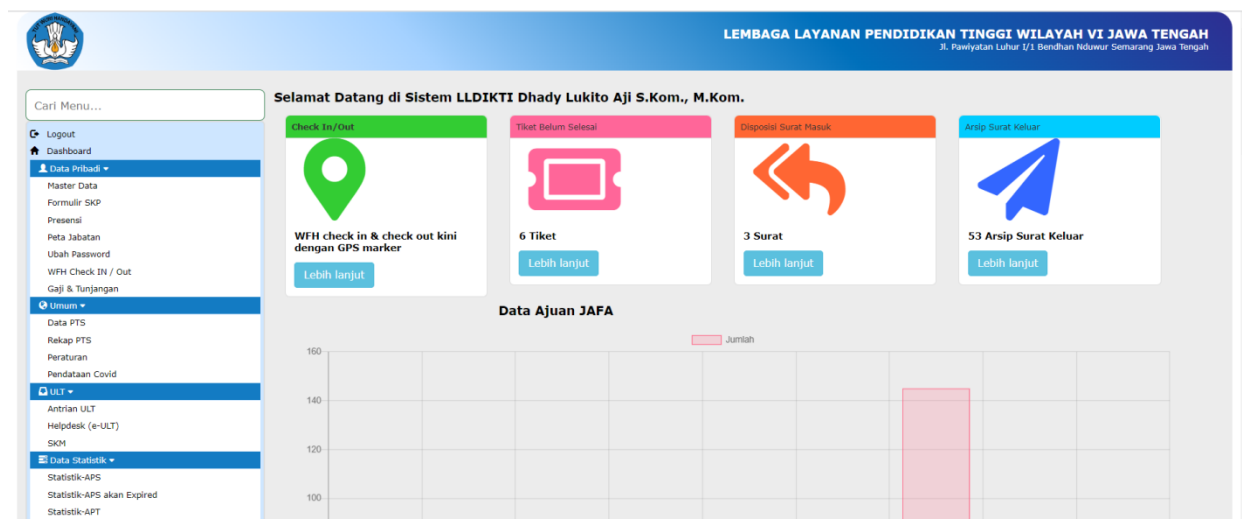 LEMBAGA LAYANAN PENDIDIKAN TINGGI WILAYAH VI JAWA TENGAH
Jl. Pawiyatan Luhur I/1 Bendhan Nduwur Semarang Jawa Tengah
Cari Menu...
Logout
Dashboard
Data Pribadi
Master Data
Formulir SKP
Presensi
Peta Jabatan
Ubah Password
WFH Check IN / Out
Gaji & Tunjangan
Umum
Data PTS
Rekap PTS
Peraturan
Pendataan Covid
ULT
Antrian ULT
Helpdesk (e-ULT)
SKM
Data Statistik
Statistik-APS
Statistik-APS akan Expired
Statistik-APT
Selamat Datang di Sistem LLDIKTI Dhady Lukito Aji S.Kom., M.Kom.
Check In/Out
WFH check in & check out kini
dengan GPS marker
Lebih lanjut
Tiket Belum Selesai
6 Tiket
Lebih lanjut
Disposisi Surat Masuk
3 Surat
Lebih lanjut
Arsip Surat Keluar
53 Arsip Surat Keluar
Lebih lanjut
Data Ajuan JAFA
Jumlah
160
140
120
100